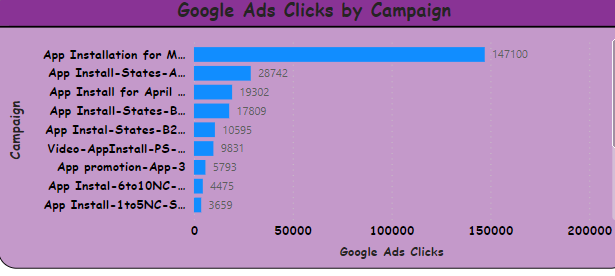 Google Ads Clicks by Campaign
Campaign
App Installation for M... 147100
App Install-States-A... 28742
App Install for April ... 19302
App Install-States-B... 17809
App Instal-States-B2... 10595
Video-AppInstall-PS-... 9831
App promotion-App-3 5793
App Instal-6to10NC-... 4475
App Install-1to5NC-S... 3659
0 50000 100000 150000 200000
Google Ads Clicks